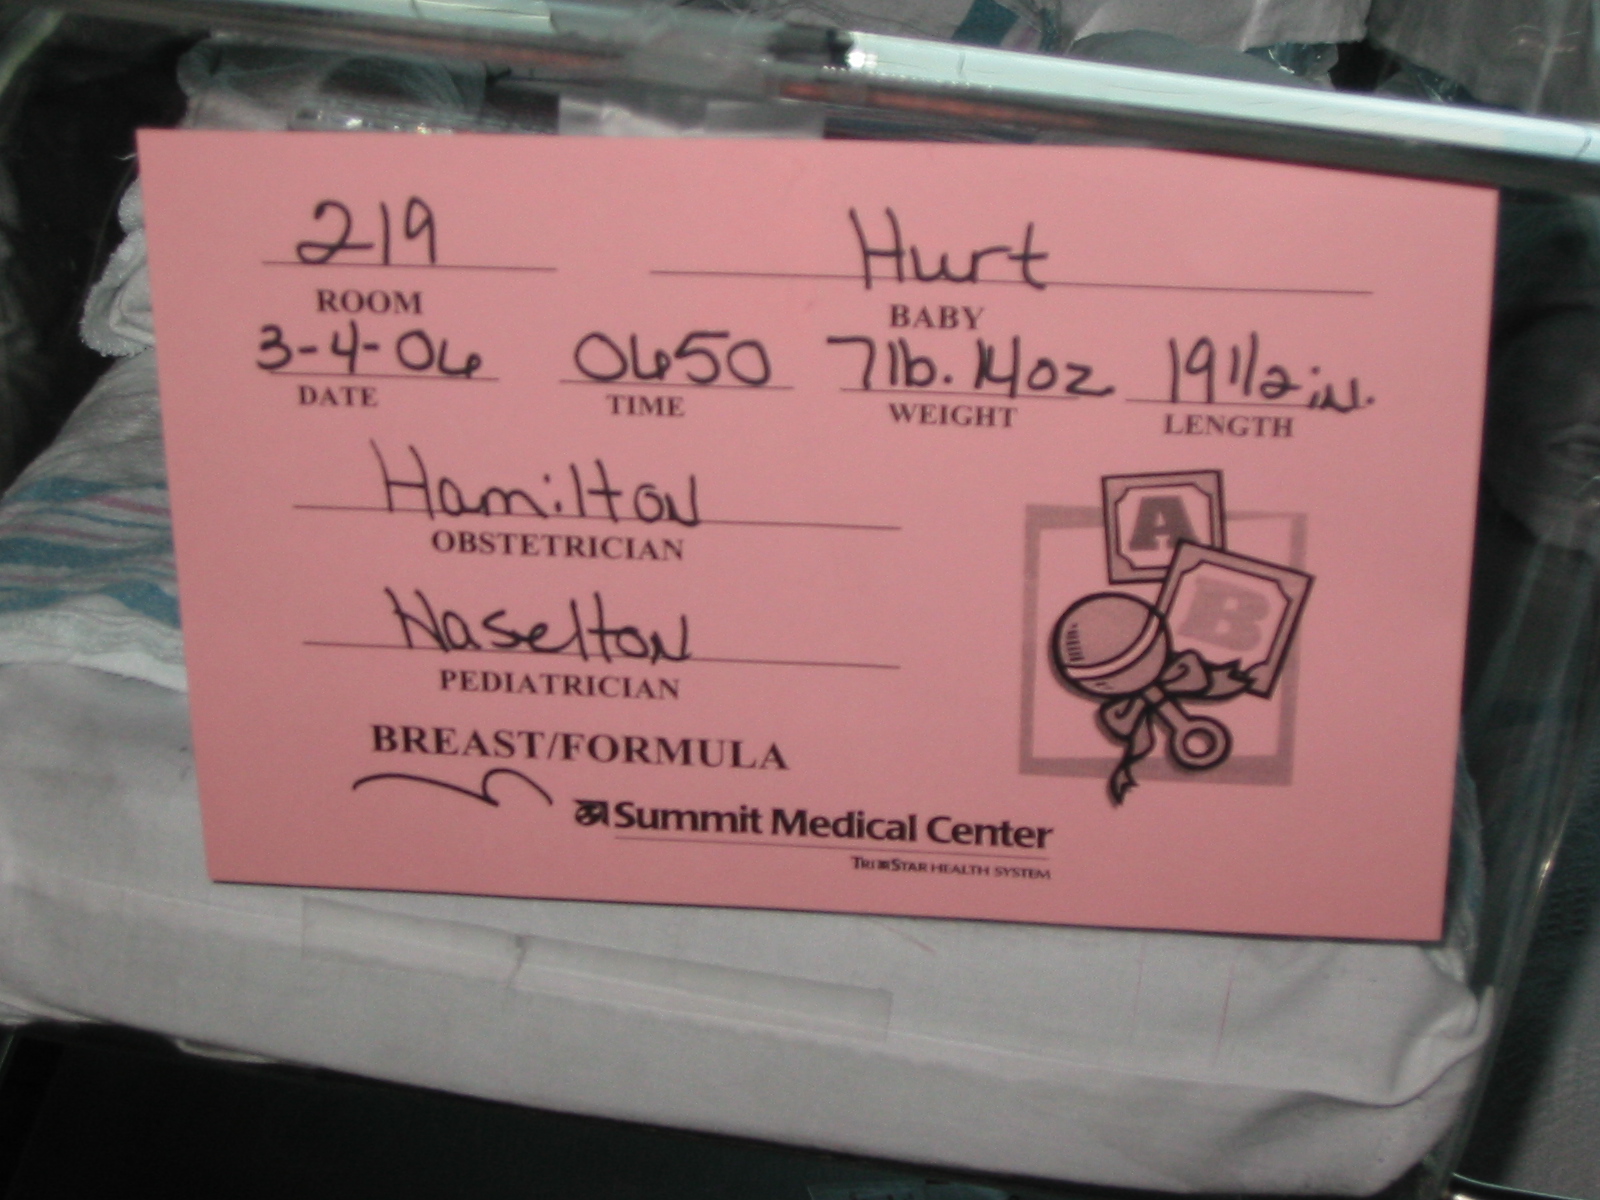 219 Hurt
ROOM BABY
3-4-06 0650 7lb. 14oz 19 1/2 in.
DATE TIME WEIGHT LENGTH
Hamilton
OBSTETRICIAN
A
B
Naselton
PEDIATRICIAN
BREAST/FORMULA
Summit Medical Center
TRISTAR HEALTH SYSTEM